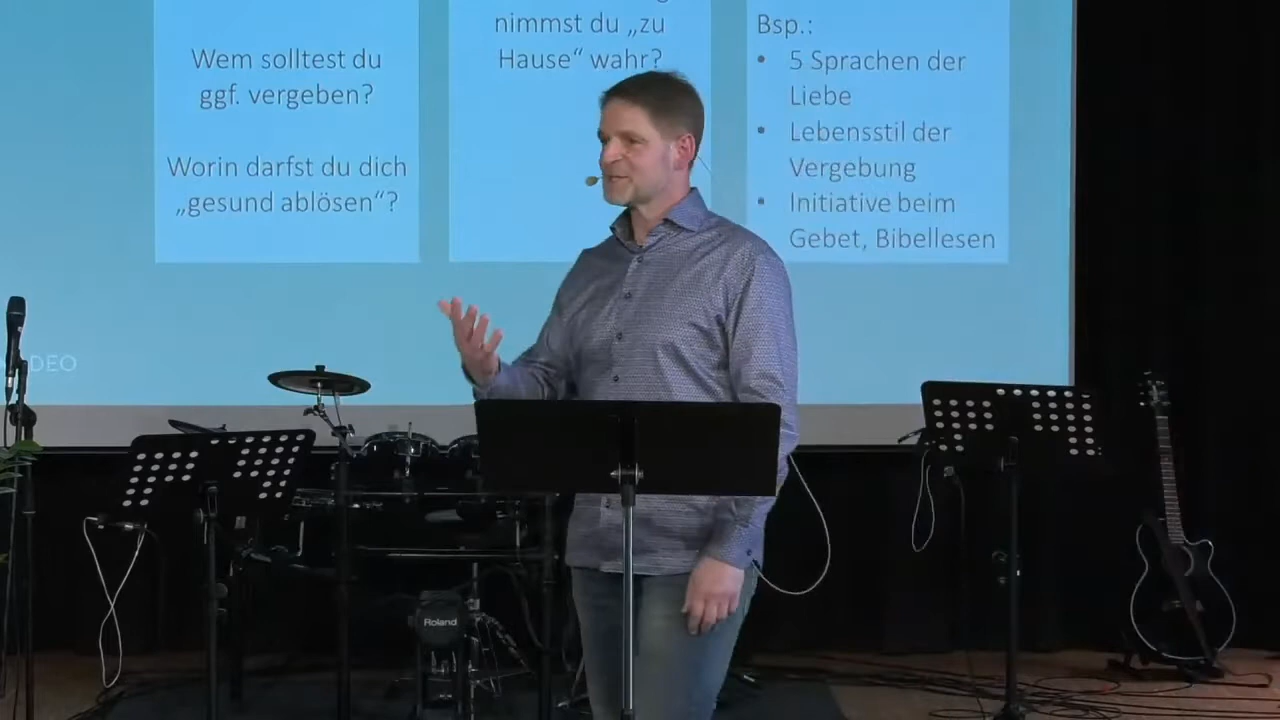 Wem solltest du
ggf. vergeben?
Worin darfst du dich
„gesund ablösen“?
nimmst du „zu
Hause“ wahr?
Bsp.:
• 5 Sprachen der
Liebe
• Lebensstil der
Vergebung
• Initiative beim
Gebet, Bibellesen
DEO
Roland